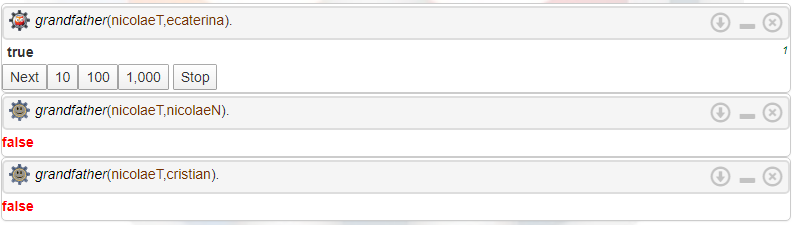 grandfather(nicolaeT,ecaterina).
true 1
Next 10 100 1,000 Stop
grandfather(nicolaeT,nicolaeN).
false
grandfather(nicolaeT,cristian).
false